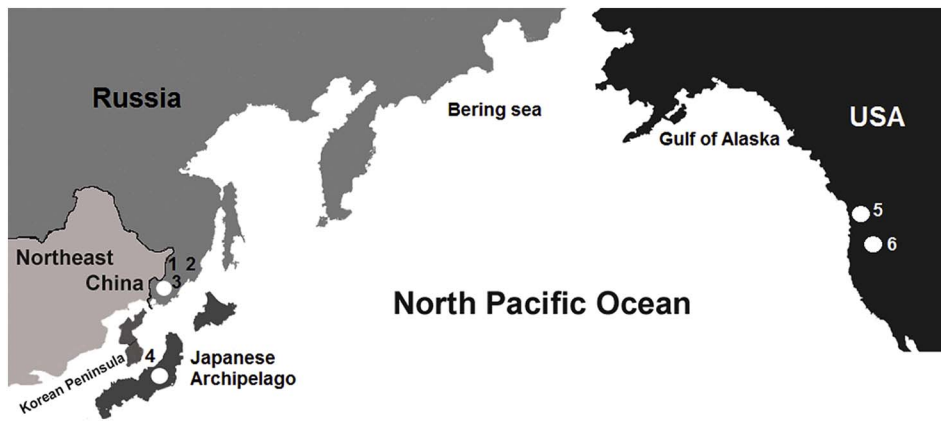 Russia
Bering sea
USA
Gulf of Alaska
5
6
Northeast
China
1 2
3
North Pacific Ocean
4
Japanese
Archipelago
Korean Peninsula